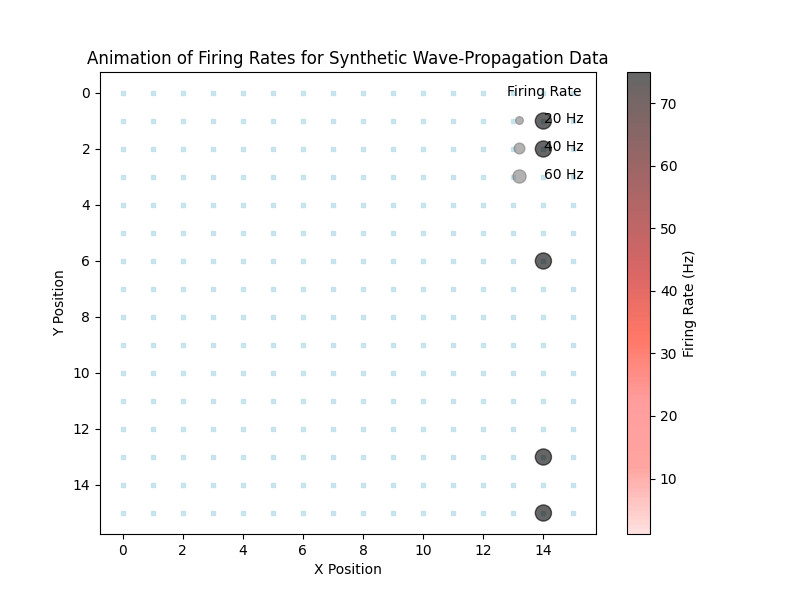 Animation of Firing Rates for Synthetic Wave-Propagation Data
Firing Rate
20 Hz
40 Hz
60 Hz
0
2
4
6
8
10
12
14
Y Position
0 2 4 6 8 10 12 14
X Position
70
60
50
40
30
20
10
Firing Rate (Hz)